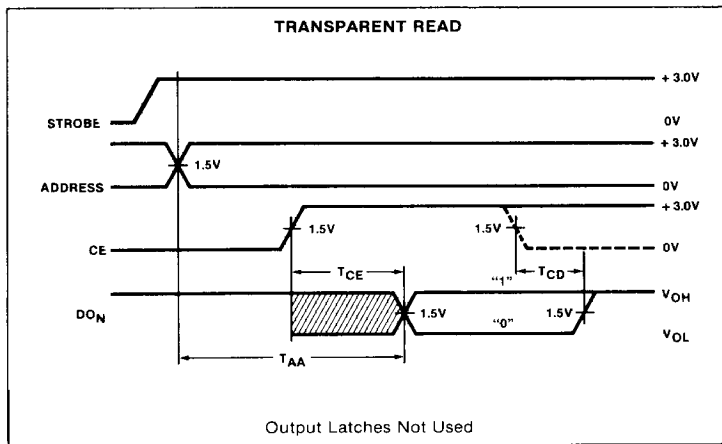 TRANSPARENT READ
+ 3.0V
STROBE
0V
+ 3.0V
1.5V
ADDRESS
0V
+ 3.0V
1.5V
1.5V
CE
0V
TCE
"1"
TCD
DON
VOH
1.5V
"0"
1.5V
VOL
TAA
Output Latches Not Used